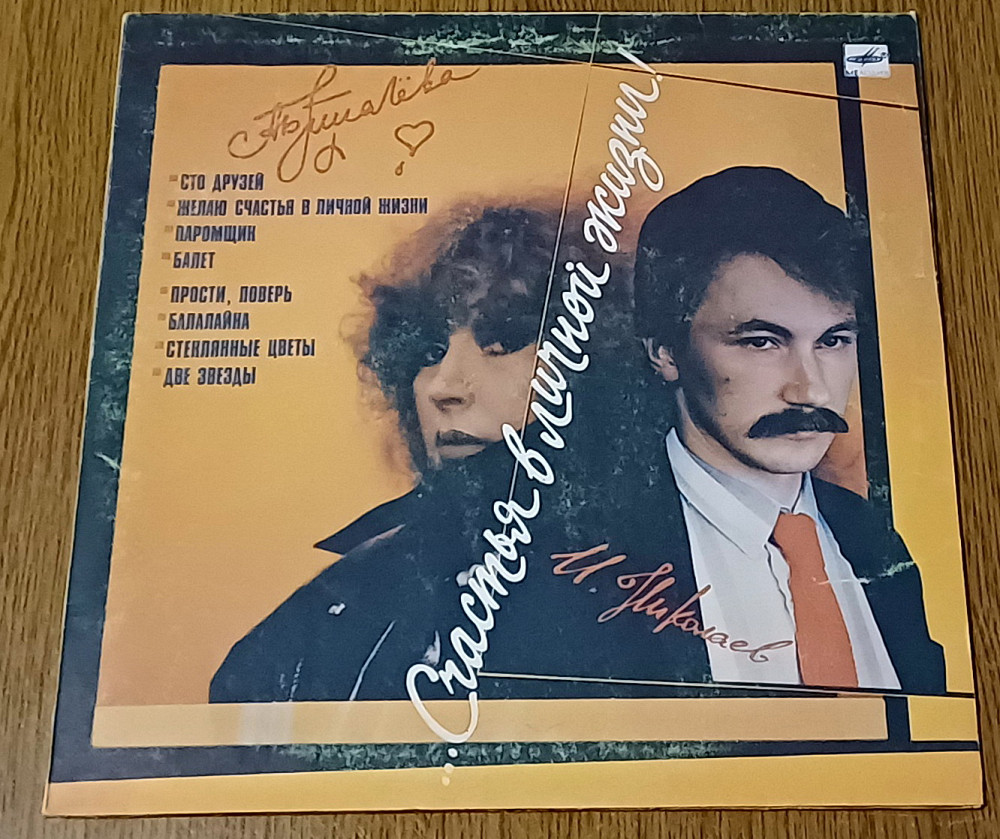 А. Пугачёва
СТО ДРУЗЕЙ
ЖЕЛАЮ СЧАСТЬЯ В ЛИЧНОЙ ЖИЗНИ
ПАРОМЩИК
БАЛЕТ
ПРОСТИ, ПОВЕРЬ
БАЛАЛАЙКА
СТЕКЛЯННЫЕ ЦВЕТЫ
ДВЕ ЗВЕЗДЫ
...Счастья в личной жизни!
И. Николаев
МЕЛОДИЯ